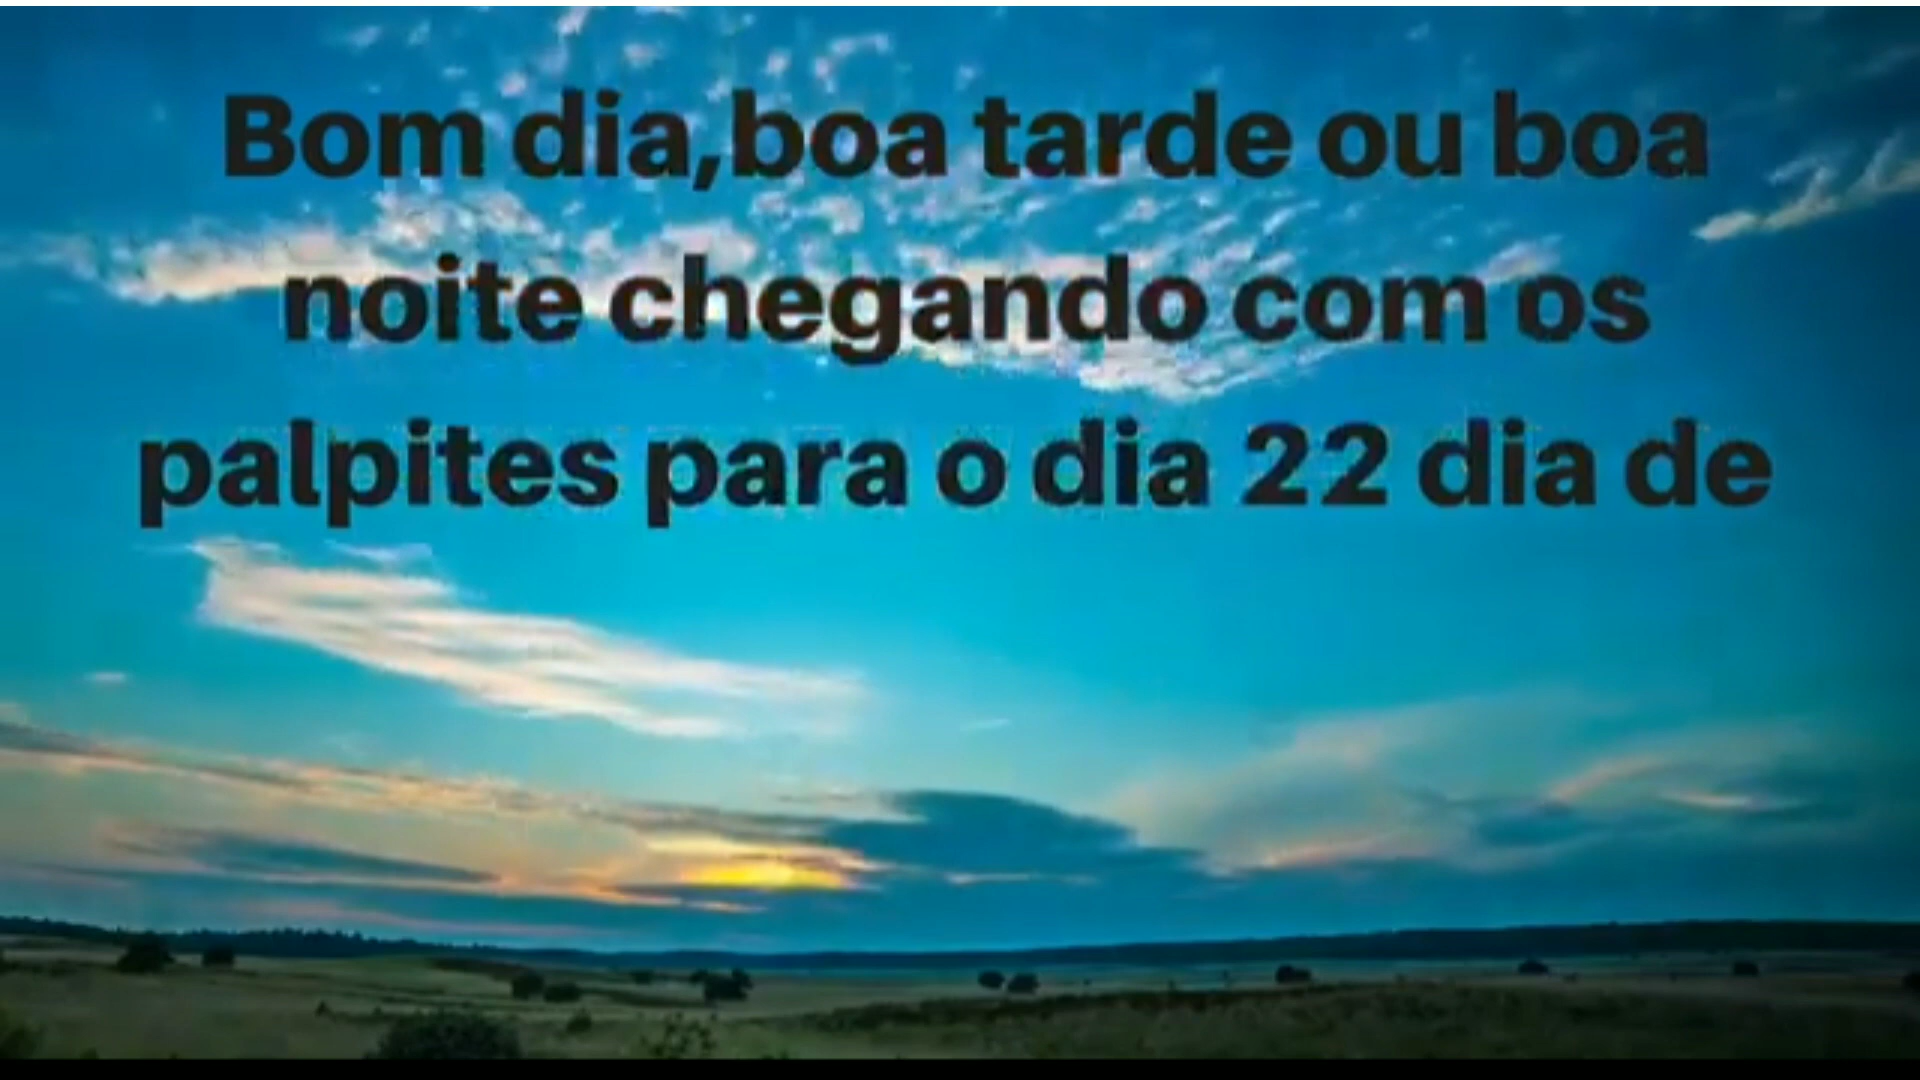 Bom dia,boa tarde ou boa
noite chegando com os
palpites para o dia 22 dia de